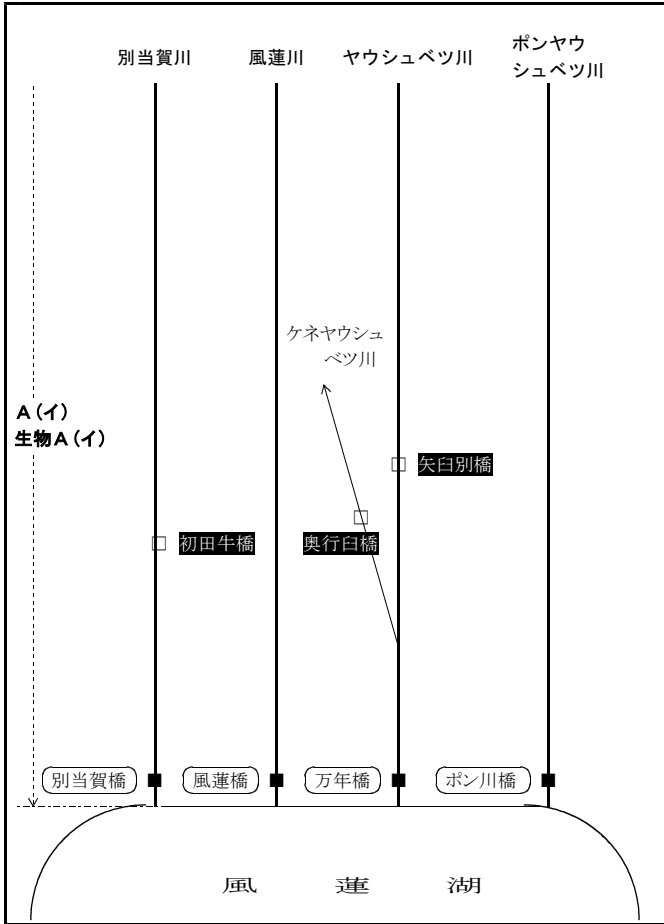 別当賀川
風蓮川
ヤウシュベツ川
ポンヤウ
シュベツ川
ケネヤウシュ
ベツ川
A(イ)
生物A(イ)
矢臼別橋
初田牛橋
奥行臼橋
別当賀橋
風蓮橋
万年橋
ポン川橋
風蓮湖